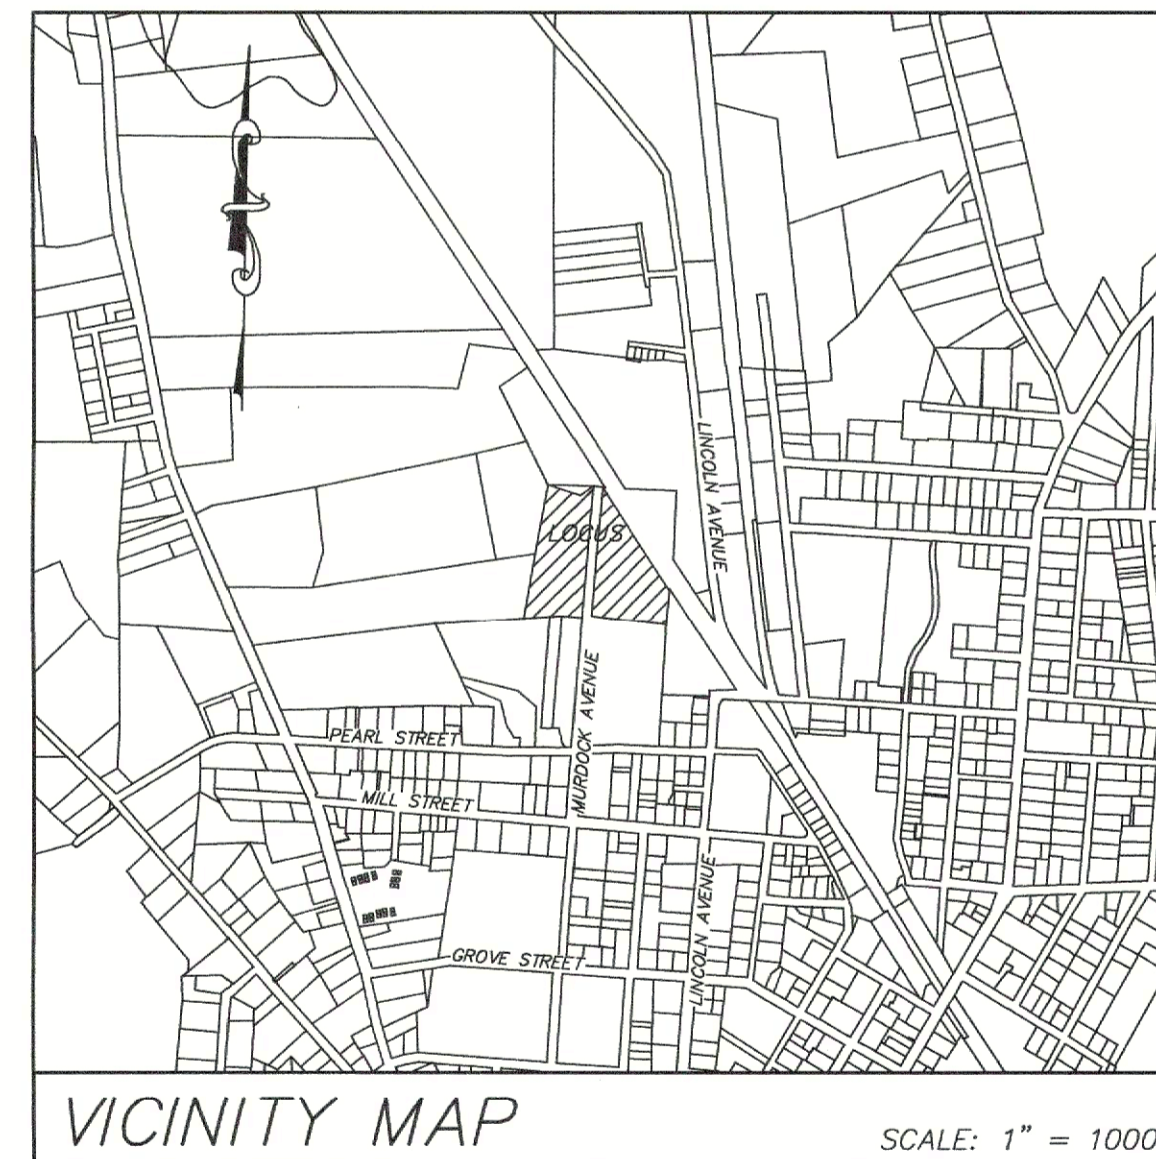 LINCOLN AVENUE
LOCUS
MURDOCK AVENUE
PEARL STREET
MILL STREET
LINCOLN AVENUE
GROVE STREET
VICINITY MAP
SCALE: 1" = 1000